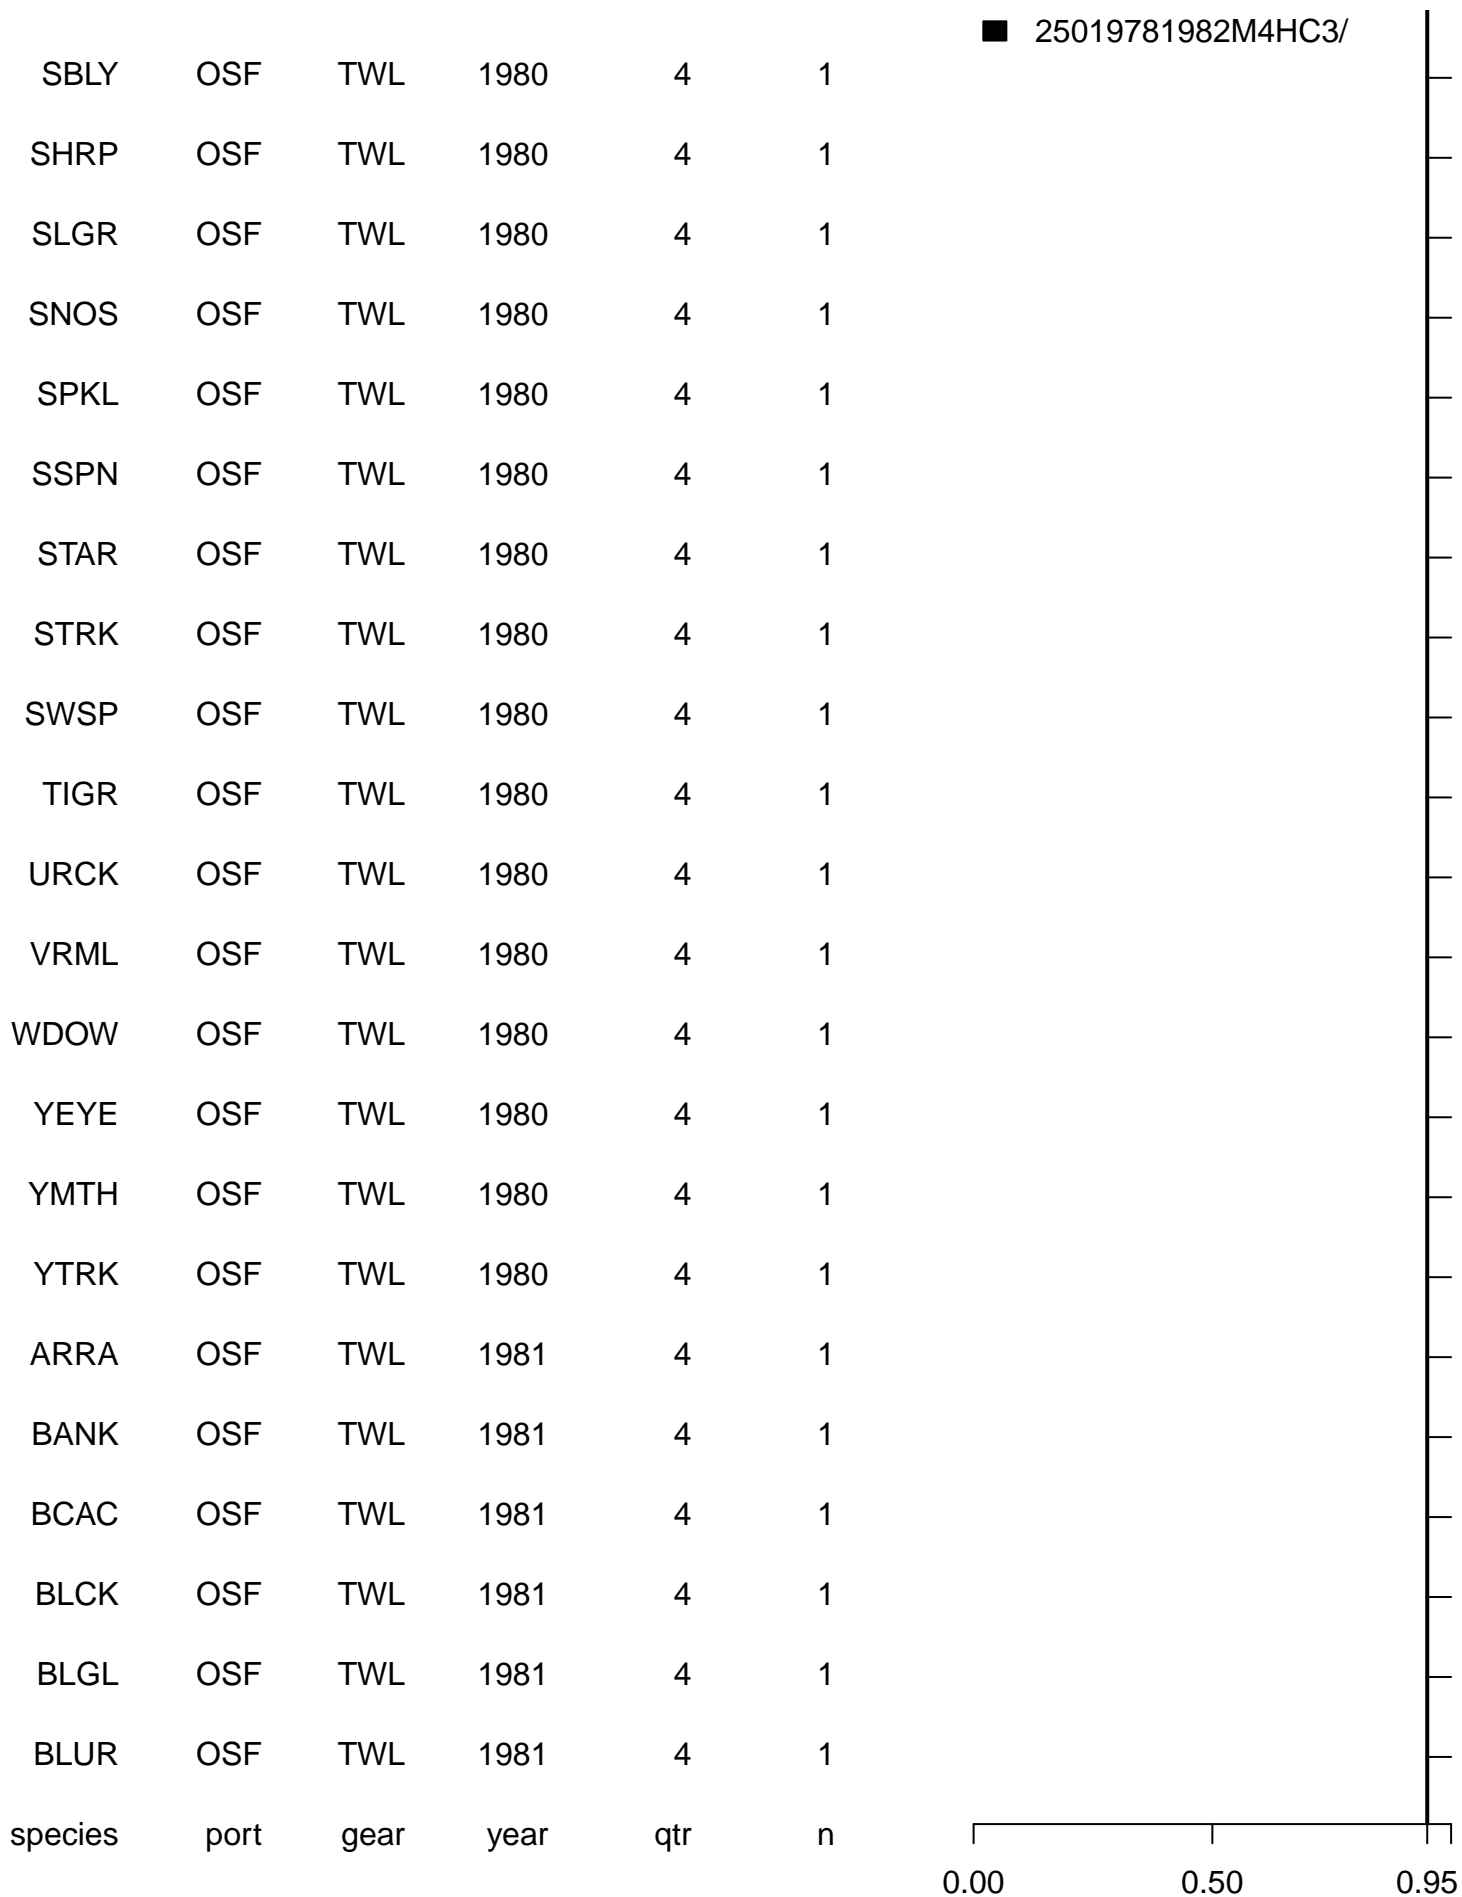 25019781982M4HC3/
SBLY OSF TWL 1980 4 1
SHRP OSF TWL 1980 4 1
SLGR OSF TWL 1980 4 1
SNOS OSF TWL 1980 4 1
SPKL OSF TWL 1980 4 1
SSPN OSF TWL 1980 4 1
STAR OSF TWL 1980 4 1
STRK OSF TWL 1980 4 1
SWSP OSF TWL 1980 4 1
TIGR OSF TWL 1980 4 1
URCK OSF TWL 1980 4 1
VRML OSF TWL 1980 4 1
WDOW OSF TWL 1980 4 1
YEYE OSF TWL 1980 4 1
YMTH OSF TWL 1980 4 1
YTRK OSF TWL 1980 4 1
ARRA OSF TWL 1981 4 1
BANK OSF TWL 1981 4 1
BCAC OSF TWL 1981 4 1
BLCK OSF TWL 1981 4 1
BLGL OSF TWL 1981 4 1
BLUR OSF TWL 1981 4 1
species port gear year qtr n
0.00 0.50 0.95